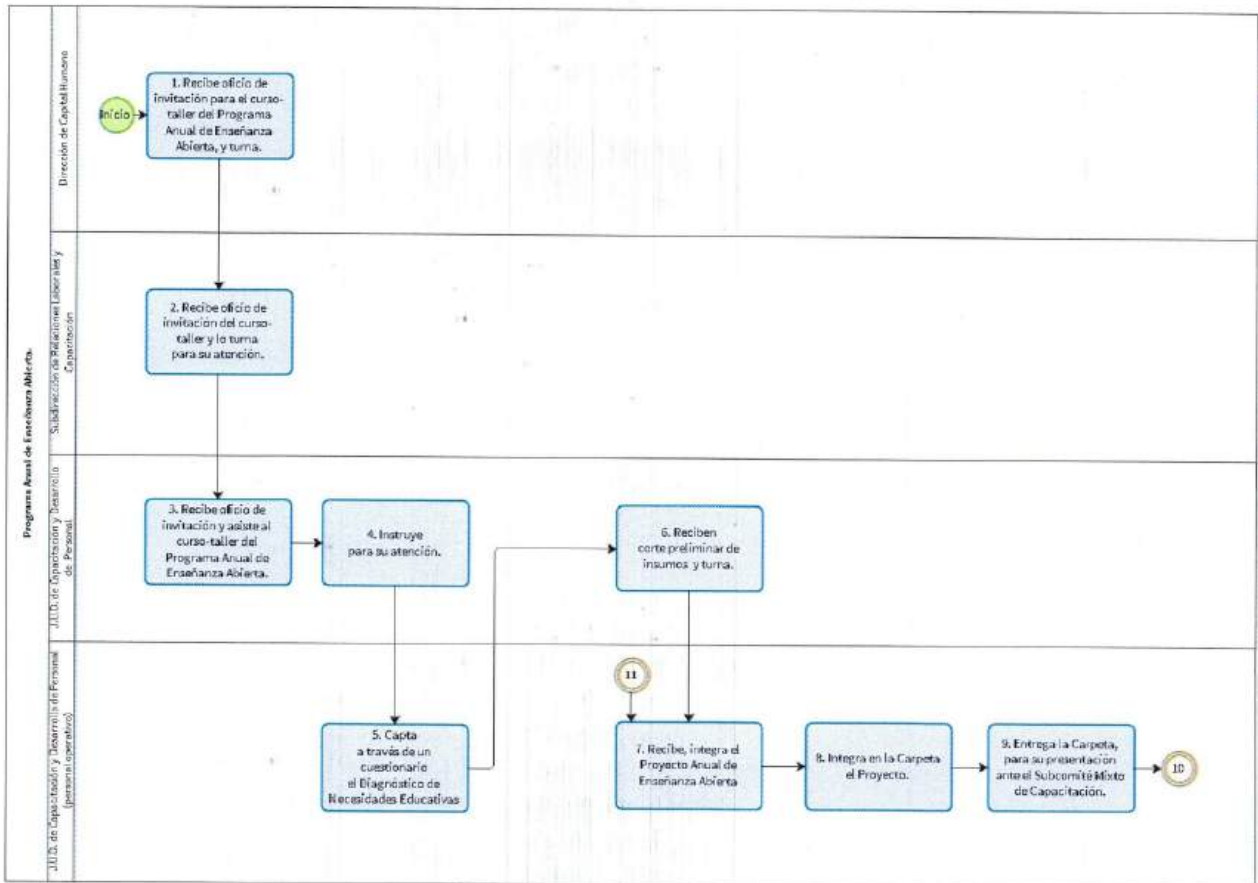 Programa Anual de Enseñanza Abierta.
Dirección de Capital Humano
Inicio
1. Recibe oficio de
invitación para el curso-
taller del Programa
Anual de Enseñanza
Abierta, y turna.
Subdirección de Relaciones Laborales y
Capacitación
2. Recibe oficio de
invitación del curso-
taller y lo turna
para su atención.
J.U.D. de Capacitación y Desarrollo
de Personal.
3. Recibe oficio de
invitación y asiste al
curso-taller del
Programa Anual de
Enseñanza Abierta.
4. Instruye
para su atención.
6. Reciben
corte preliminar de
insumos y turna.
J.U.D. de Capacitación y Desarrollo de Personal
(personal operativo)
5. Capta
a través de un
cuestionario
el Diagnóstico de
Necesidades Educativas
11
7. Recibe, integra el
Proyecto Anual de
Enseñanza Abierta
8. Integra en la Carpeta
el Proyecto.
9. Entrega la Carpeta,
para su presentación
ante el Subcomité Mixto
de Capacitación.
10